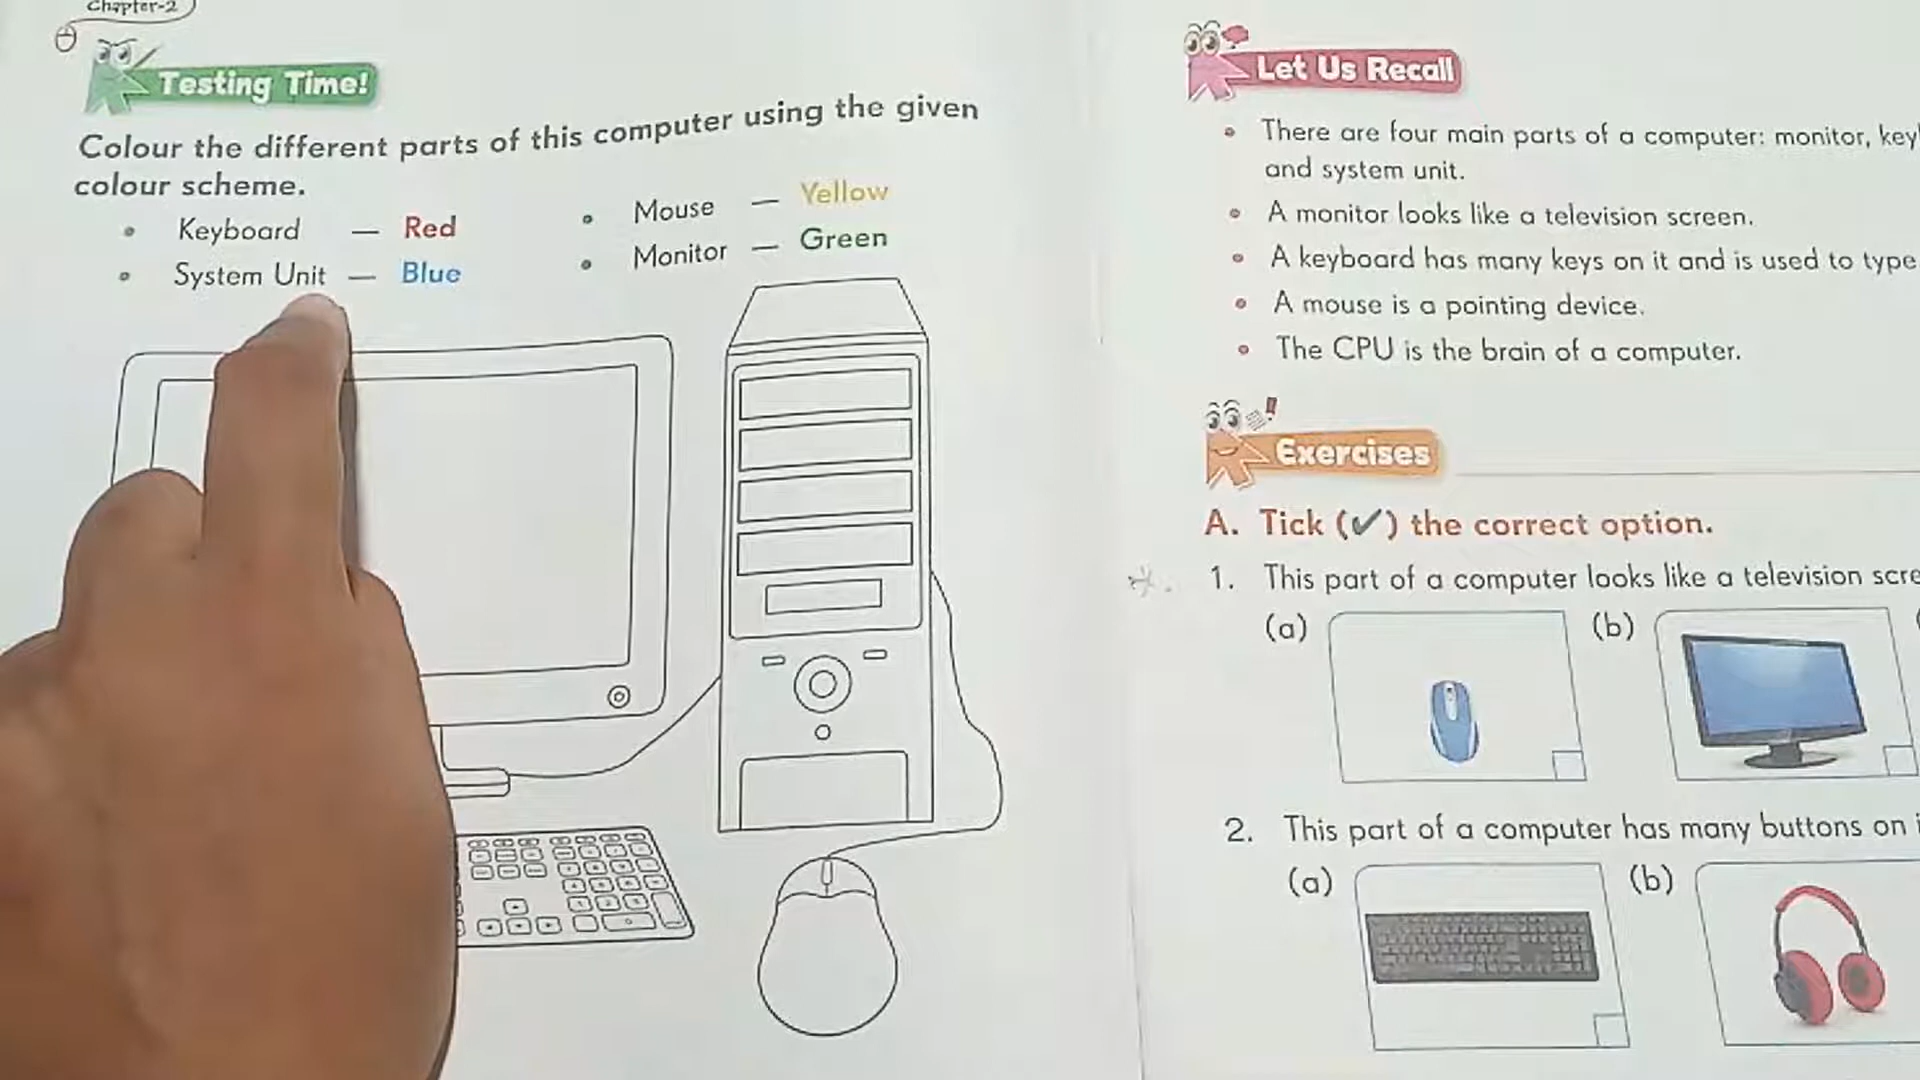 Chapter-2
Testing Time!
Colour the different parts of this computer using the given
colour scheme.
Keyboard — Red
System Unit — Blue
Mouse — Yellow
Monitor — Green
Let Us Recall
There are four main parts of a computer: monitor, key
and system unit.
A monitor looks like a television screen.
A keyboard has many keys on it and is used to type
A mouse is a pointing device.
The CPU is the brain of a computer.
Exercises
A. Tick (✓) the correct option.
1. This part of a computer looks like a television scre
(a)
(b)
2. This part of a computer has many buttons on i
(a)
(b)